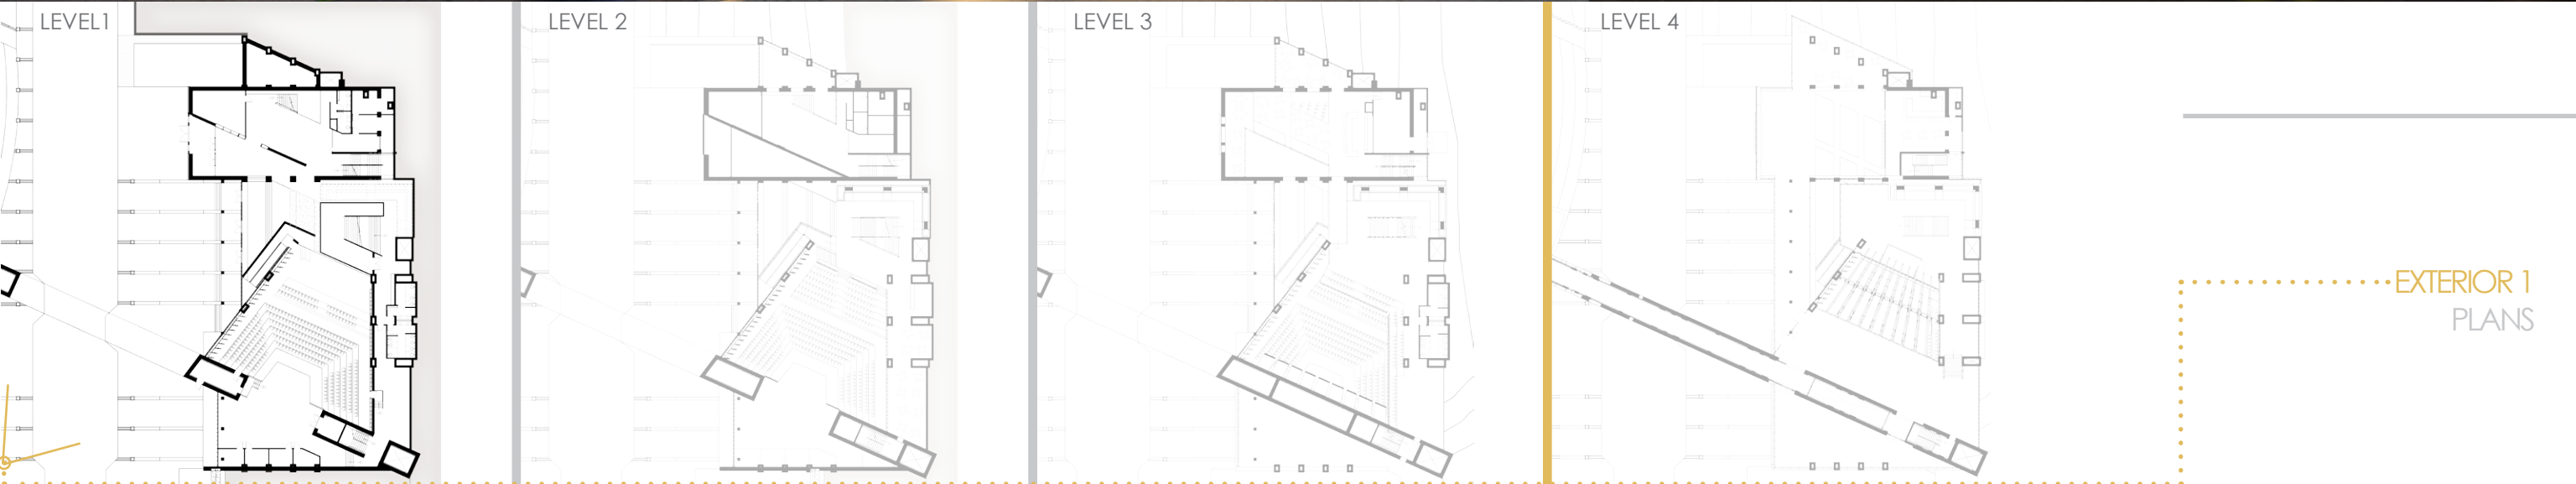 LEVEL1
LEVEL 2
LEVEL 3
LEVEL 4
EXTERIOR 1
PLANS